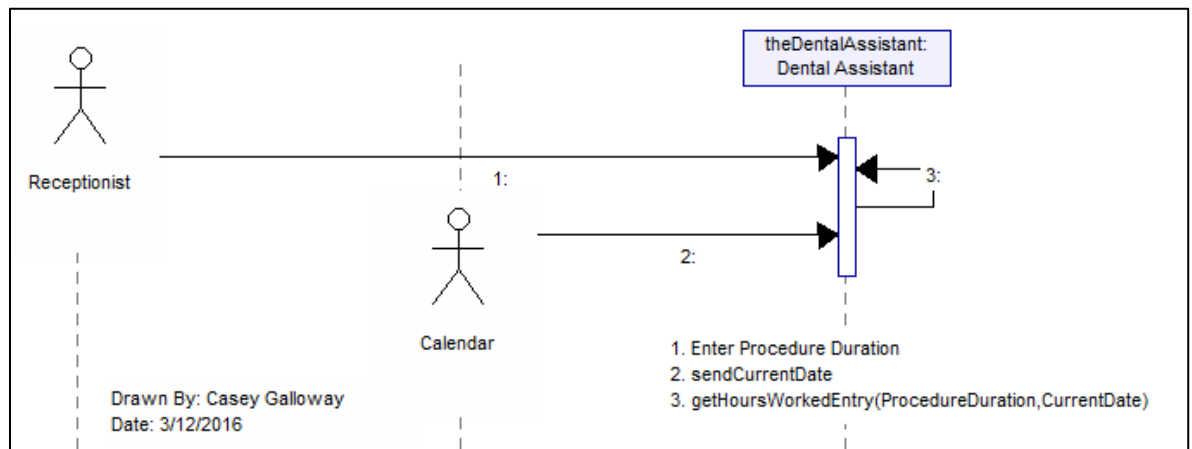 theDentalAssistant:
Dental Assistant
Receptionist
1:
3:
2:
Calendar
1. Enter Procedure Duration
2. sendCurrentDate
3. getHoursWorkedEntry(ProcedureDuration,CurrentDate)
Drawn By: Casey Galloway
Date: 3/12/2016